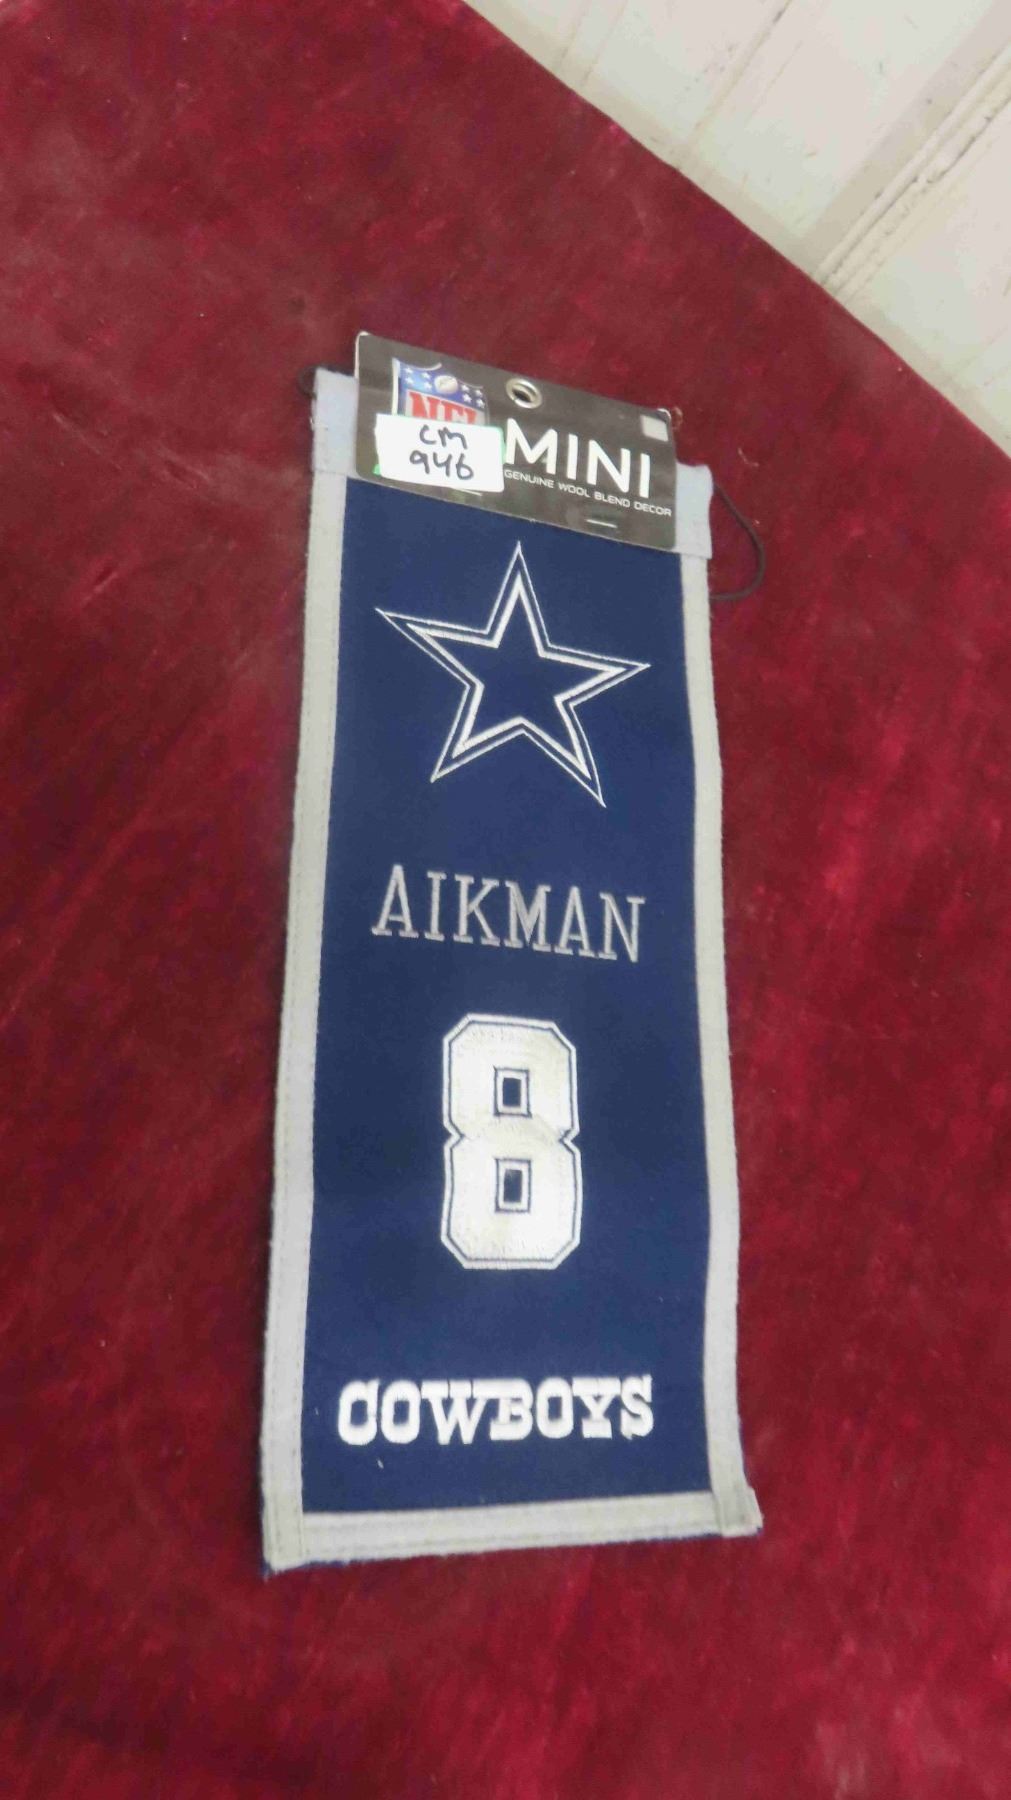 NFL
CM
946
MINI
GENUINE WOOL BLEND DECOR
AIKMAN
8
COWBOYS